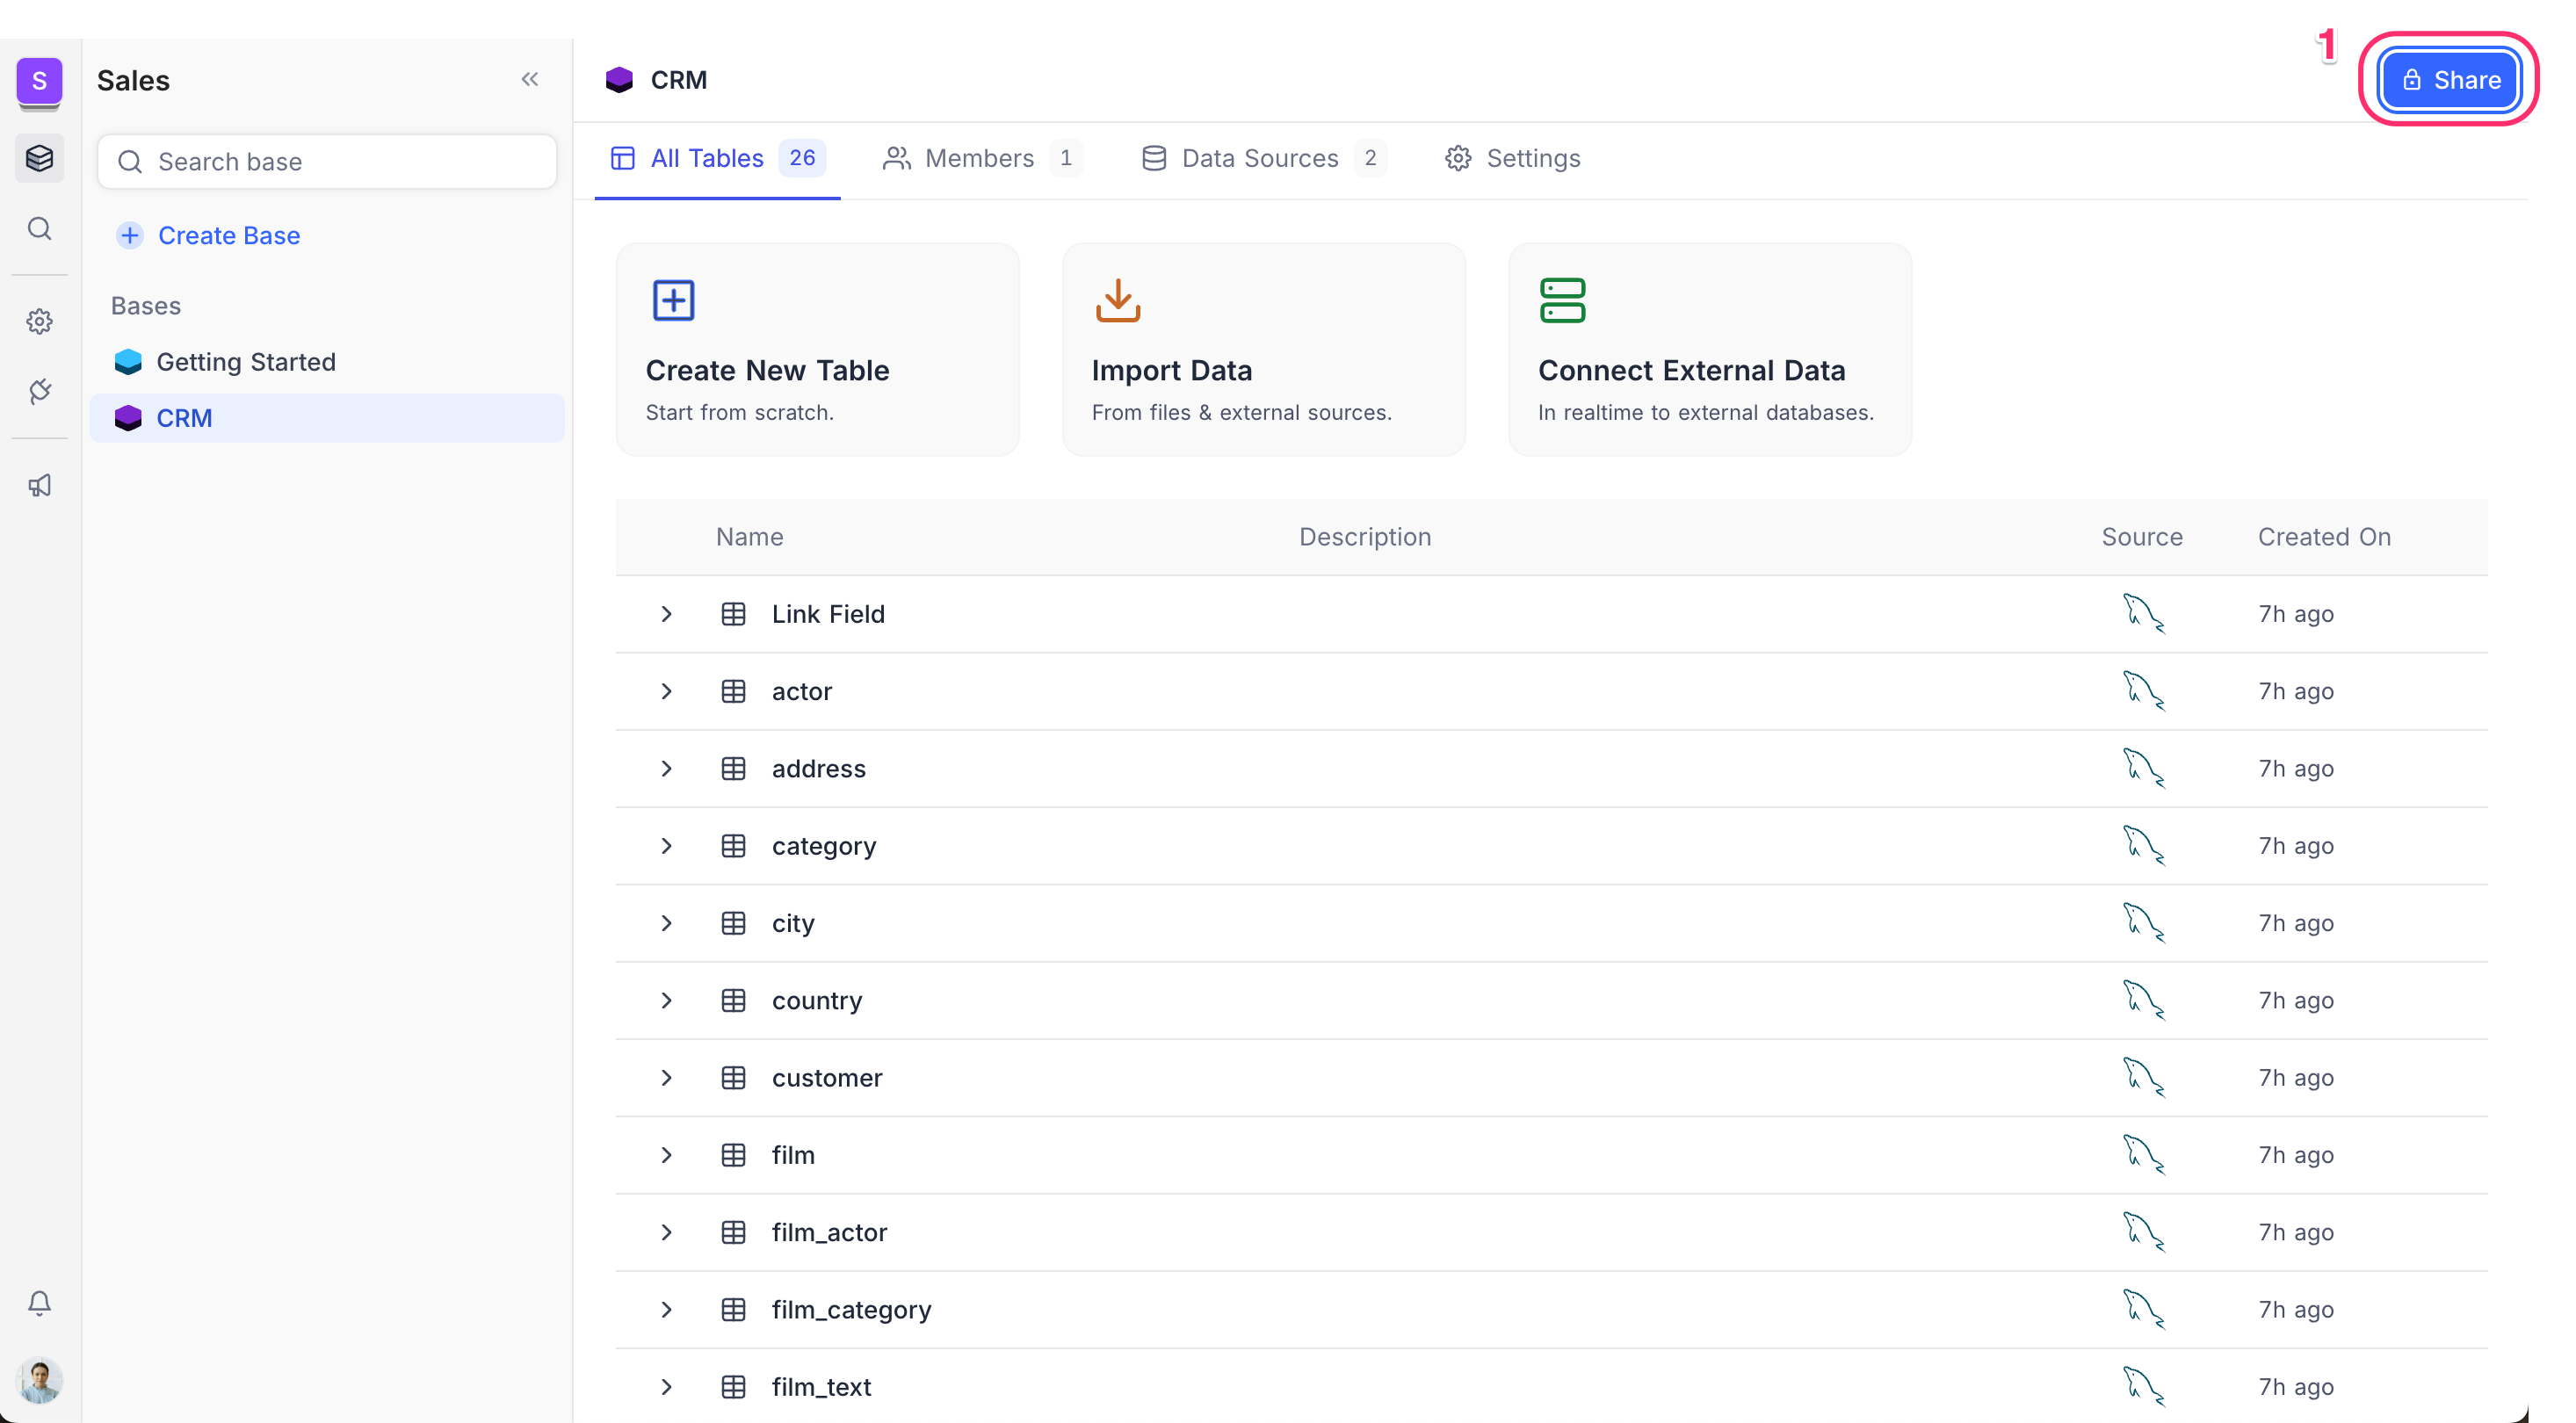 1
Share
S
Sales
CRM
Search base
All Tables 26
Members 1
Data Sources 2
Settings
Create Base
Bases
Getting Started
CRM
Create New Table
Start from scratch.
Import Data
From files & external sources.
Connect External Data
In realtime to external databases.
Name Description Source Created On
Link Field 7h ago
actor 7h ago
address 7h ago
category 7h ago
city 7h ago
country 7h ago
customer 7h ago
film 7h ago
film_actor 7h ago
film_category 7h ago
film_text 7h ago